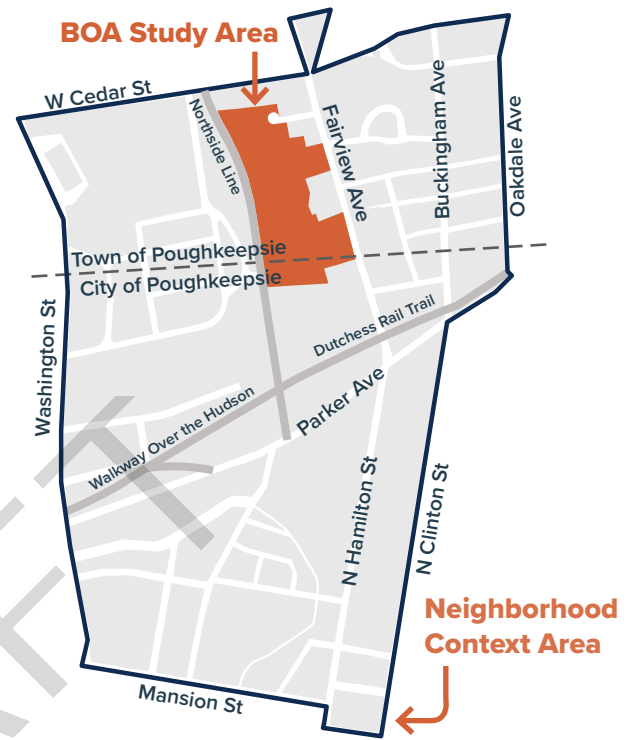 BOA Study Area
W Cedar St
Northside Line
Fairview Ave
Buckingham Ave
Oakdale Ave
Town of Poughkeepsie
City of Poughkeepsie
Washington St
Dutchess Rail Trail
Walkway Over the Hudson
Parker Ave
N Hamilton St
N Clinton St
Neighborhood
Context Area
Mansion St